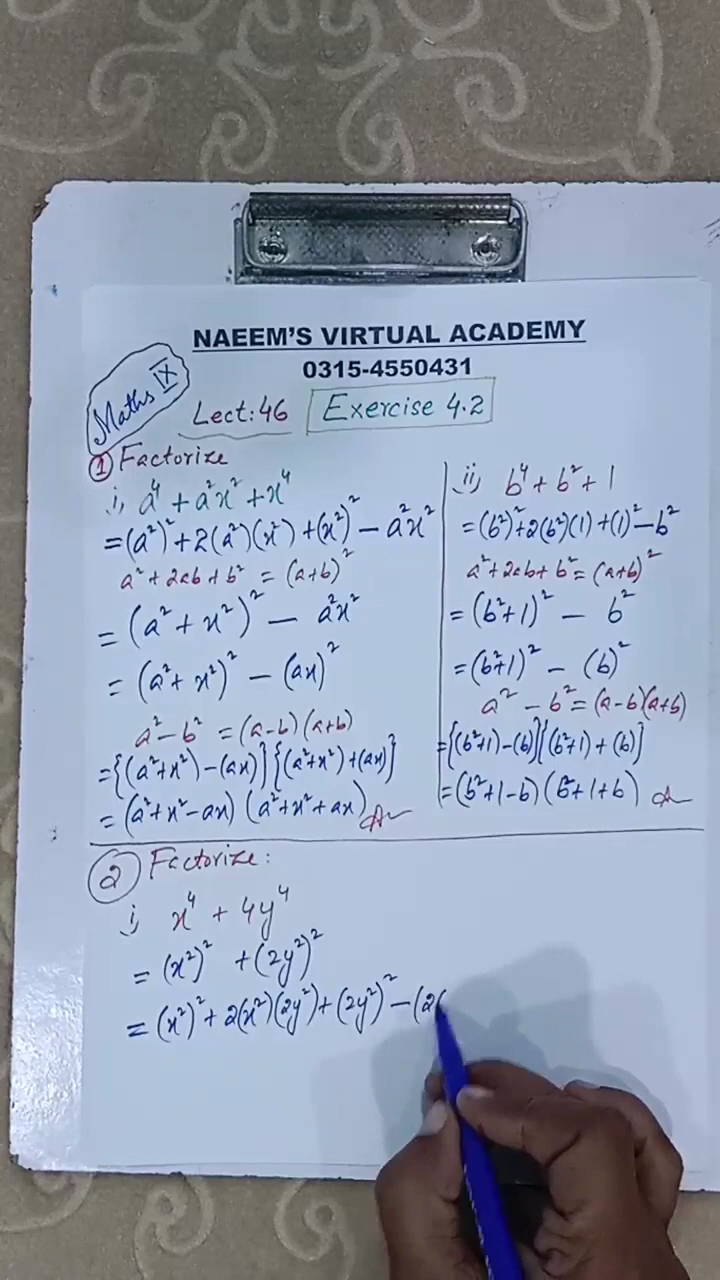 NAEEM'S VIRTUAL ACADEMY
0315-4550431
Maths IX
Lect: 46 Exercise 4.2
① Factorize
i, a⁴ + a²x² + x⁴
= (a²)² + 2(a²)(x²) + (x²)² - a²x²
a² + 2ab + b² = (a+b)²
= (a² + x²)² - a²x²
= (a² + x²)² - (ax)²
a² - b² = (a-b)(a+b)
= {(a²+x²) - (ax)}{(a²+x²) + (ax)}
= (a²+x²-ax) (a²+x²+ax)
ii, b⁴ + b² + 1
= (b²)² + 2(b²)(1) + (1)² - b²
a² + 2ab + b² = (a+b)²
= (b²+1)² - b²
= (b²+1)² - (b)²
a² - b² = (a-b)(a+b)
= {(b²+1) - (b)}{(b²+1) + (b)}
= (b²+1-b) (b²+1+b)
② Factorize:
i, x⁴ + 4y⁴
= (x²)² + (2y²)²
= (x²)² + 2(x²)(2y²) + (2y²)² - (2(